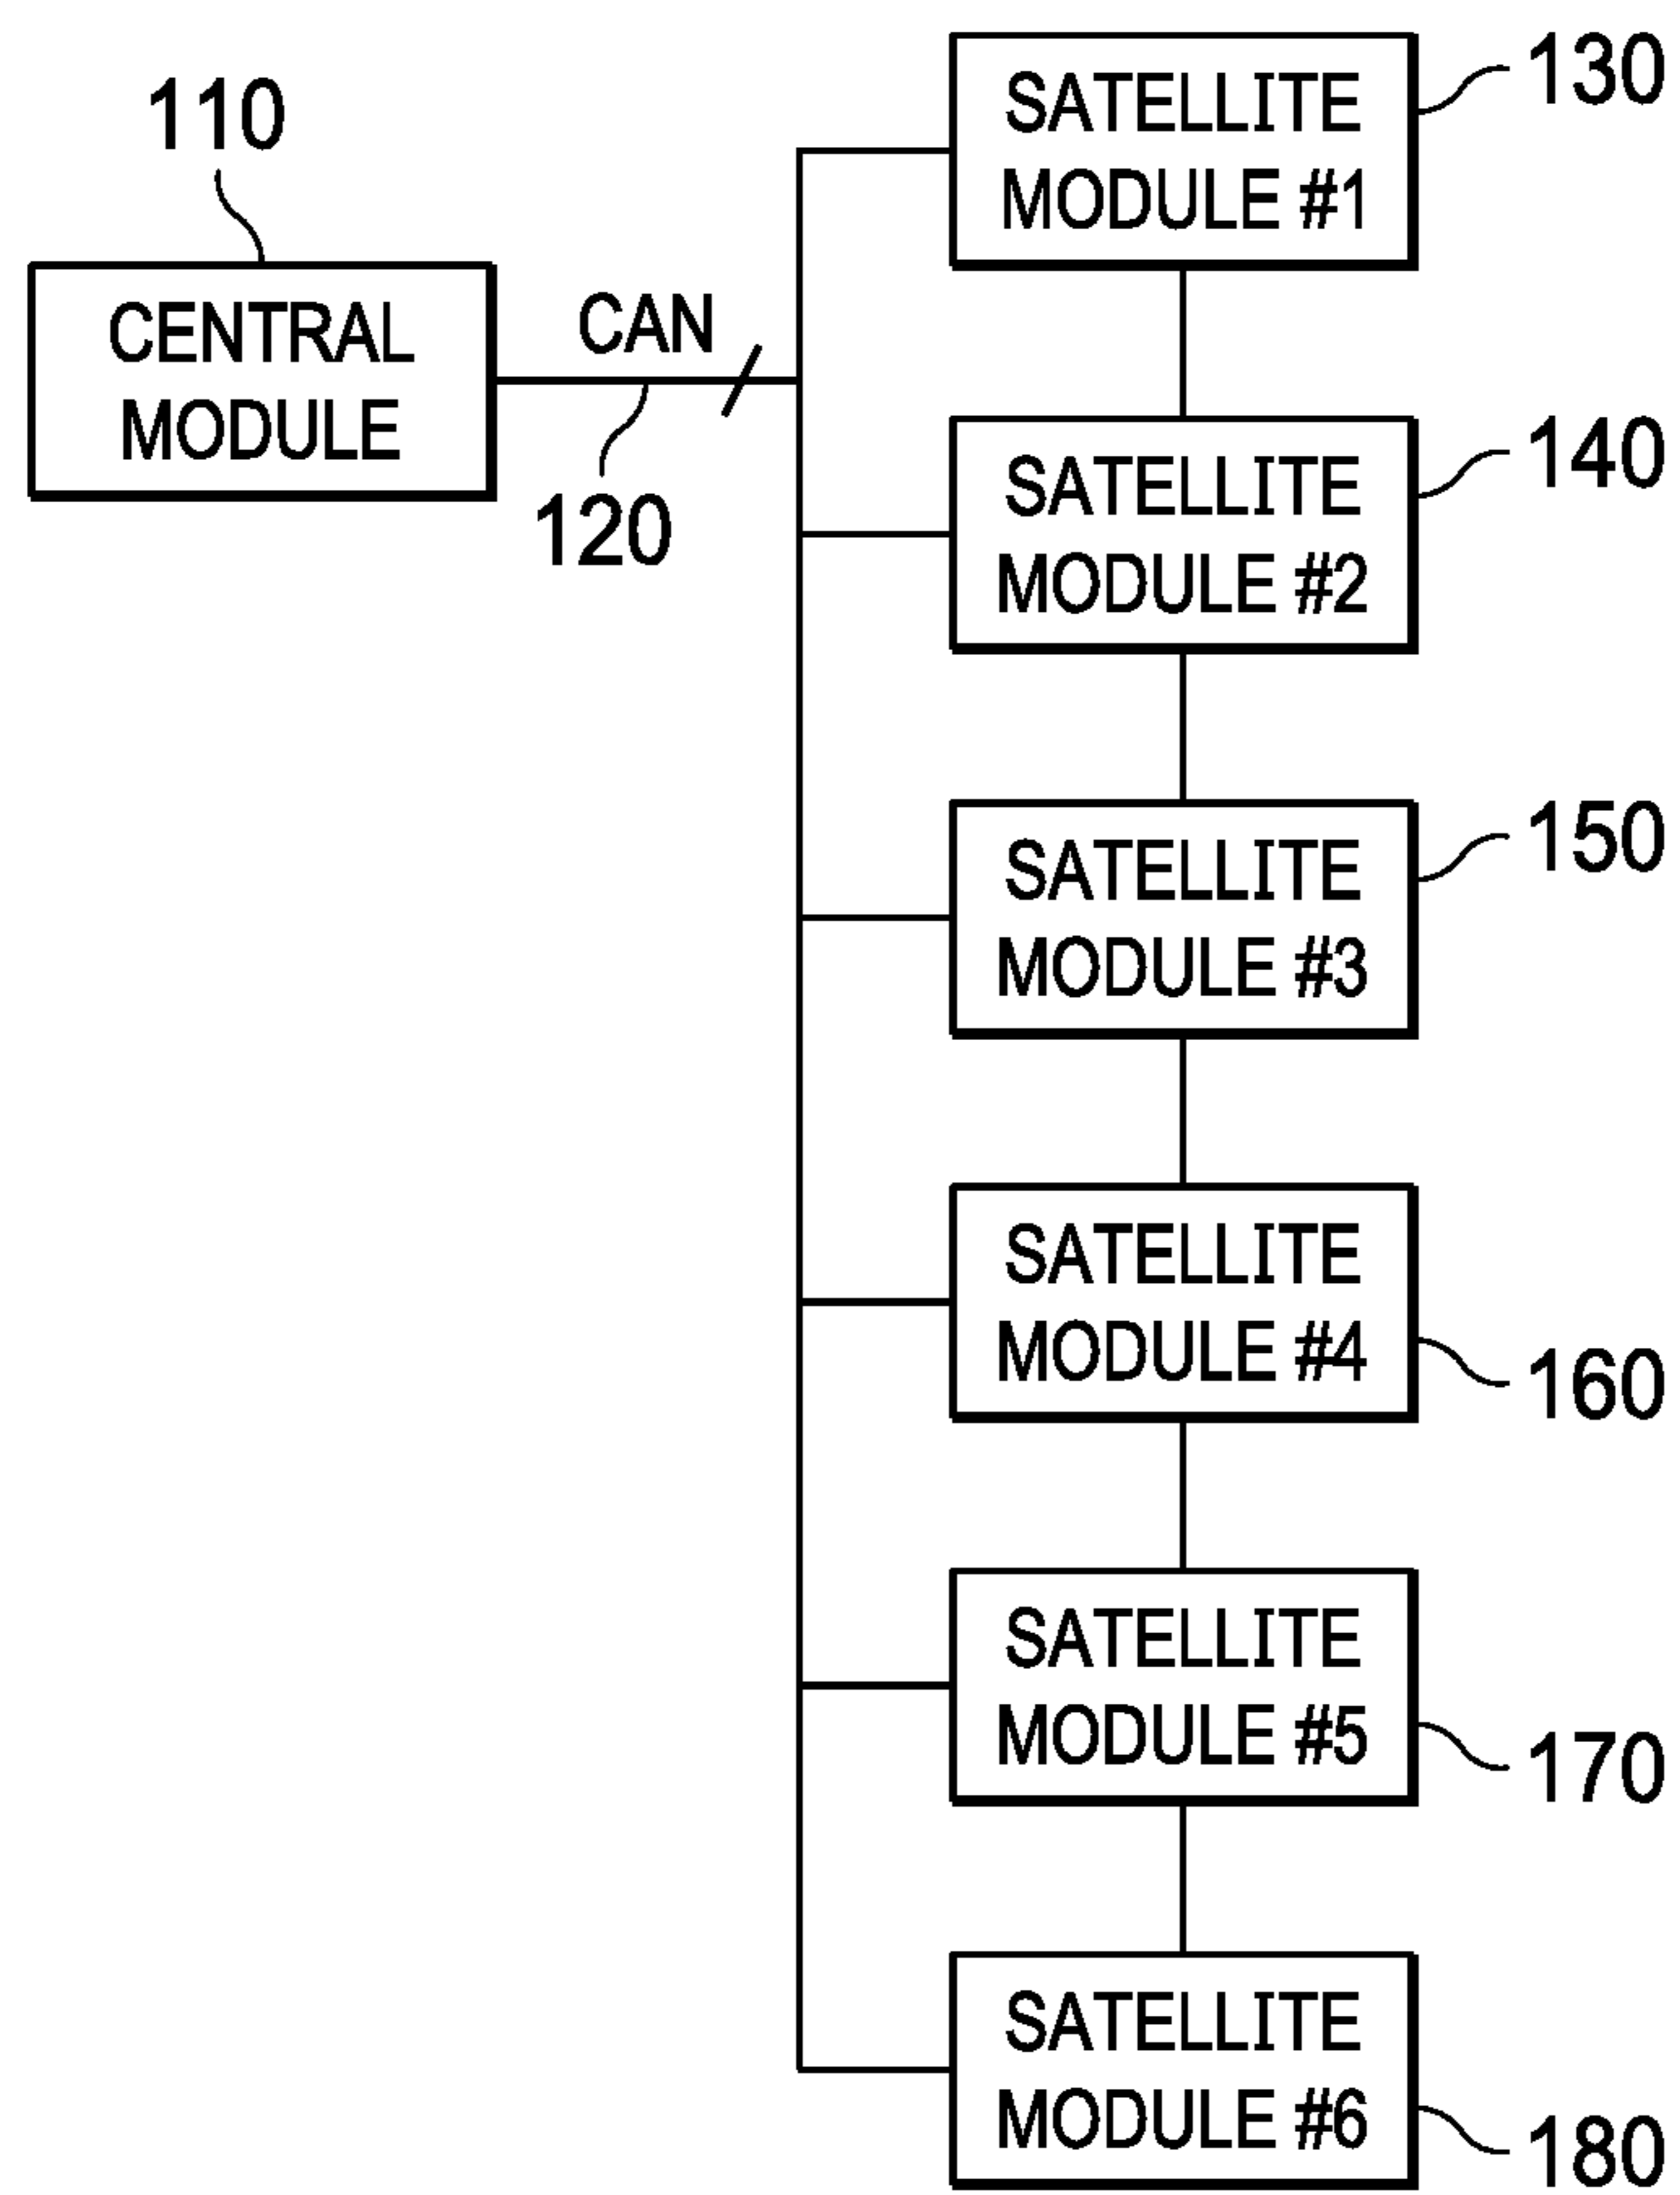 110
CENTRAL
MODULE
CAN
120
SATELLITE
MODULE #1
130
SATELLITE
MODULE #2
140
SATELLITE
MODULE #3
150
SATELLITE
MODULE #4
160
SATELLITE
MODULE #5
170
SATELLITE
MODULE #6
180